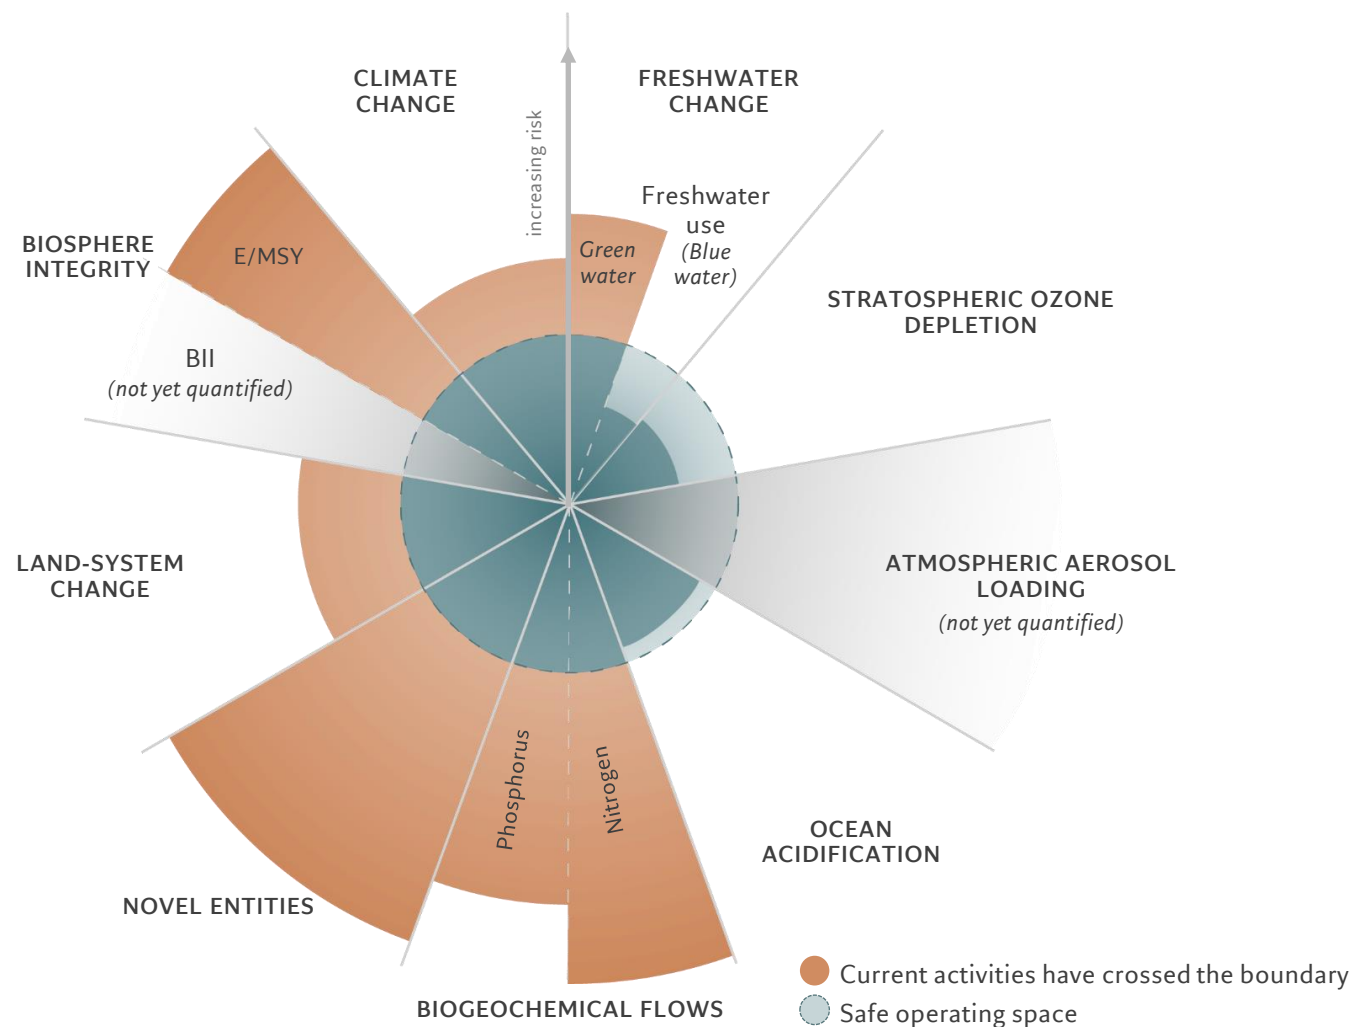 CLIMATE
CHANGE
FRESHWATER
CHANGE
increasing risk
Freshwater
use
(Blue
water)
Green
water
BIOSPHERE
INTEGRITY
E/MSY
BII
(not yet quantified)
STRATOSPHERIC OZONE
DEPLETION
LAND-SYSTEM
CHANGE
ATMOSPHERIC AEROSOL
LOADING
(not yet quantified)
Phosphorus
Nitrogen
OCEAN
ACIDIFICATION
NOVEL ENTITIES
BIOGEOCHEMICAL FLOWS
Current activities have crossed the boundary
Safe operating space